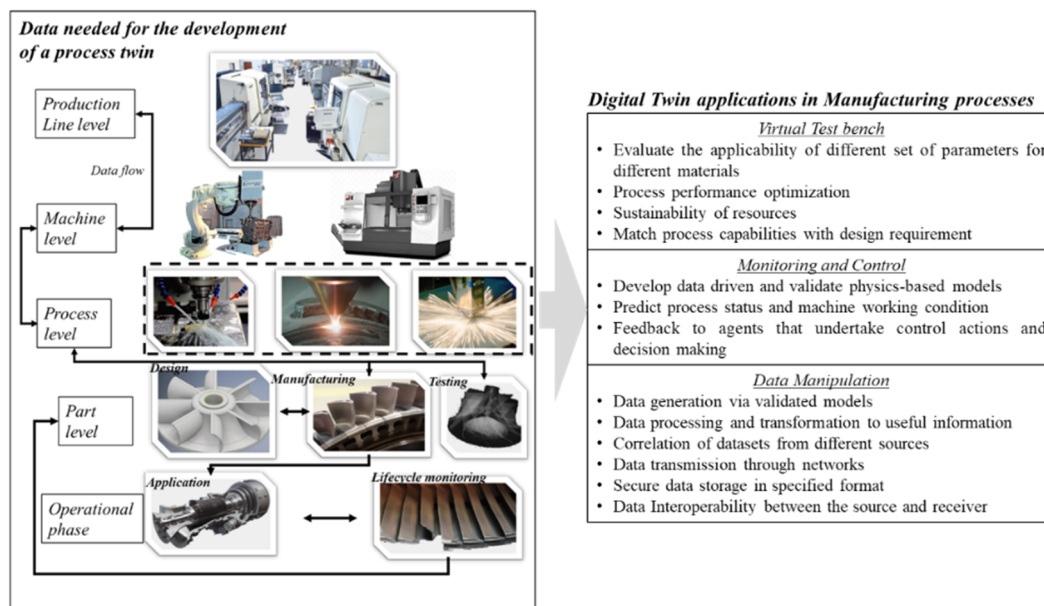 Data needed for the development
of a process twin
Production
Line level
Data flow
Machine
level
Process
level
Design
Manufacturing
Testing
Part
level
Application
Lifecycle monitoring
Operational
phase
Digital Twin applications in Manufacturing processes
Virtual Test bench
• Evaluate the applicability of different set of parameters for
different materials
• Process performance optimization
• Sustainability of resources
• Match process capabilities with design requirement
Monitoring and Control
• Develop data driven and validate physics-based models
• Predict process status and machine working condition
• Feedback to agents that undertake control actions and
decision making
Data Manipulation
• Data generation via validated models
• Data processing and transformation to useful information
• Correlation of datasets from different sources
• Data transmission through networks
• Secure data storage in specified format
• Data Interoperability between the source and receiver